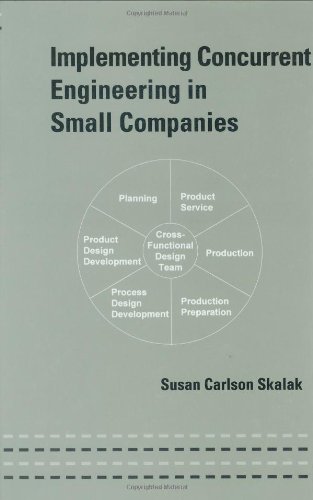 Implementing Concurrent
Engineering in
Small Companies
Planning
Product
Service
Product
Design
Development
Cross-
Functional
Design
Team
Production
Process
Design
Development
Production
Preparation
Susan Carlson Skalak